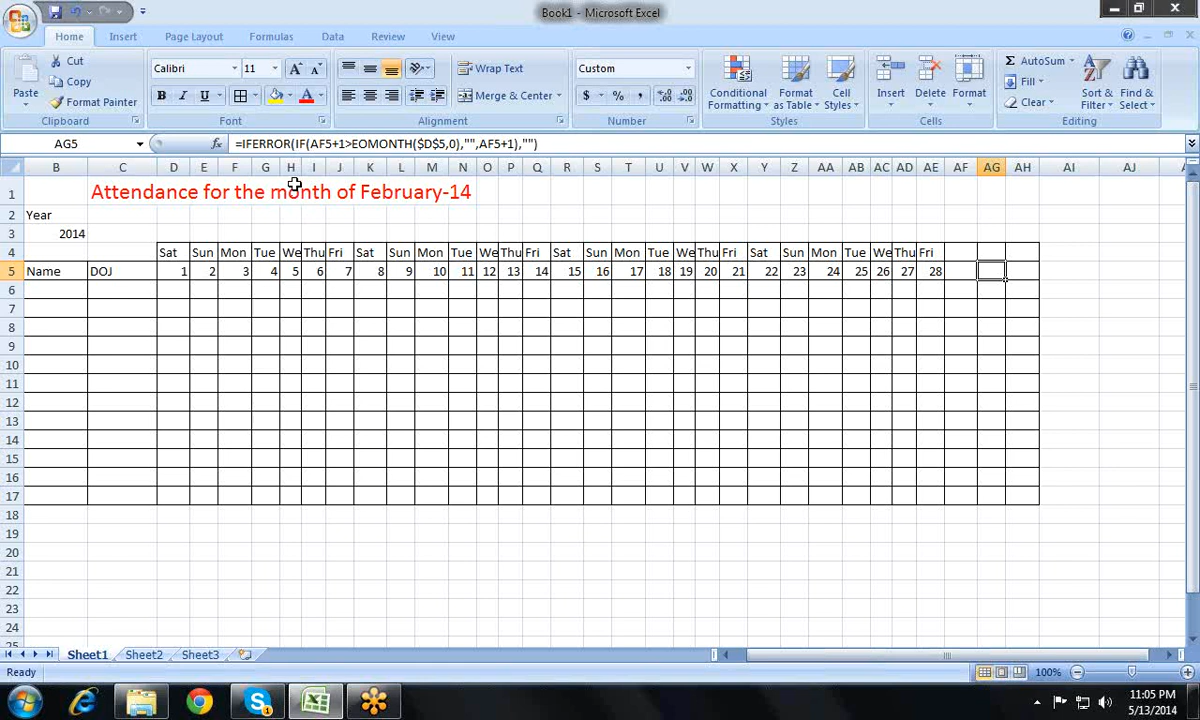 Book1 - Microsoft Excel
Home Insert Page Layout Formulas Data Review View
Paste Cut Copy Format Painter Clipboard
Calibri 11 A A B I U A Font
Wrap Text Merge & Center Alignment
Custom $ % , .0 .00 .00 .0 Number
Conditional Formatting Format as Table Cell Styles Styles
Insert Delete Format Cells
Σ AutoSum Fill Clear Sort & Filter Find & Select Editing
AG5 fx =IFERROR(IF(AF5+1>EOMONTH($D$5,0),"",AF5+1),"")
B C D E F G H I J K L M N O P Q R S T U V W X Y Z AA AB AC AD AE AF AG AH AI AJ
1 Attendance for the month of February-14
2 Year
3 2014
4 Sat Sun Mon Tue We Thu Fri Sat Sun Mon Tue We Thu Fri Sat Sun Mon Tue We Thu Fri Sat Sun Mon Tue We Thu Fri
5 Name DOJ 1 2 3 4 5 6 7 8 9 10 11 12 13 14 15 16 17 18 19 20 21 22 23 24 25 26 27 28
6
7
8
9
10
11
12
13
14
15
16
17
18
19
20
21
22
23
24
25
Sheet1 Sheet2 Sheet3
Ready 100%
11:05 PM
5/13/2014